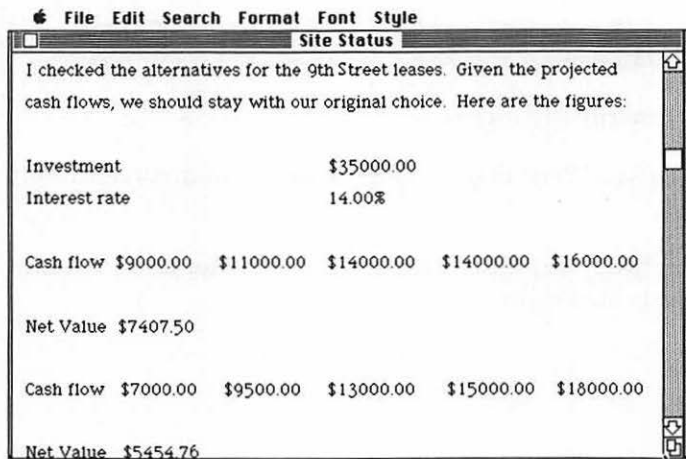 File Edit Search Format Font Style
Site Status
I checked the alternatives for the 9th Street leases. Given the projected
cash flows, we should stay with our original choice. Here are the figures:
Investment $35000.00
Interest rate 14.00%
Cash flow $9000.00 $11000.00 $14000.00 $14000.00 $16000.00
Net Value $7407.50
Cash flow $7000.00 $9500.00 $13000.00 $15000.00 $18000.00
Net Value $5454.76